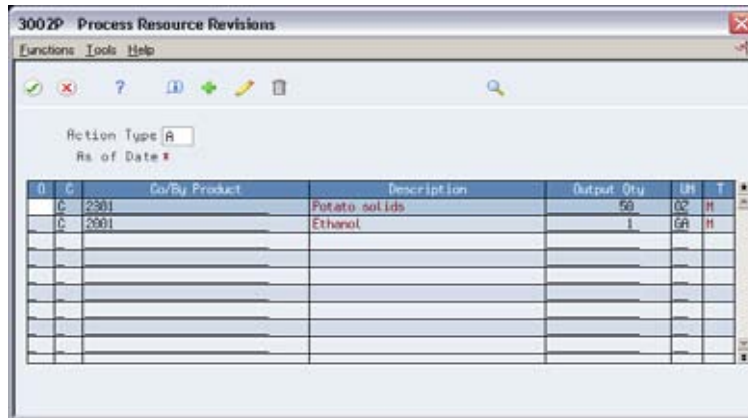 3002P Process Resource Revisions
Functions Tools Help
?
Action Type A
As of Date *
O C Co/By Product Description Output Qty UM T
C 2301 Potato solids 50 OZ M
C 2001 Ethanol 1 GA M